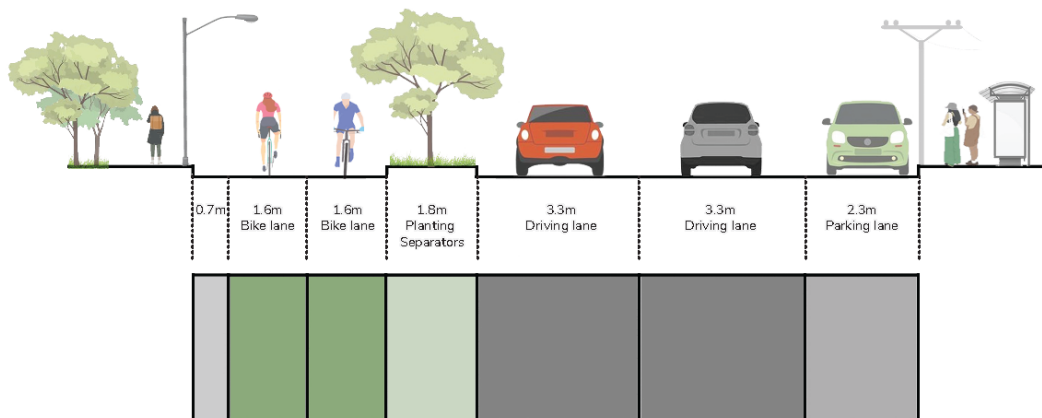 0.7m
1.6m
Bike lane
1.6m
Bike lane
1.8m
Planting
Separators
3.3m
Driving lane
3.3m
Driving lane
2.3m
Parking lane